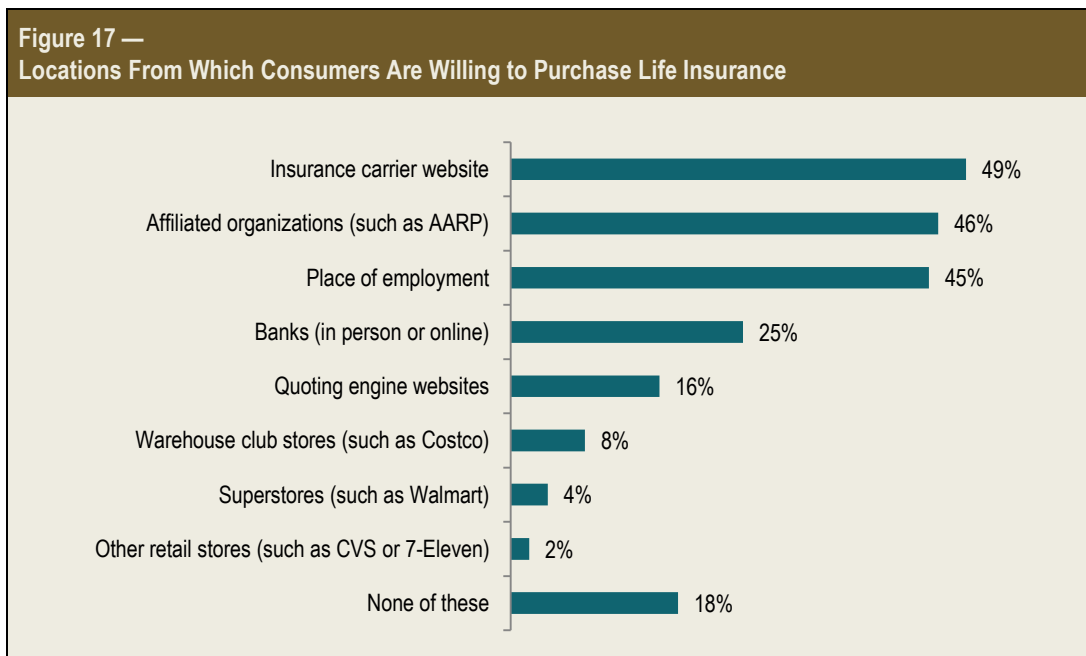 Figure 17 —
Locations From Which Consumers Are Willing to Purchase Life Insurance
Insurance carrier website 49%
Affiliated organizations (such as AARP) 46%
Place of employment 45%
Banks (in person or online) 25%
Quoting engine websites 16%
Warehouse club stores (such as Costco) 8%
Superstores (such as Walmart) 4%
Other retail stores (such as CVS or 7-Eleven) 2%
None of these 18%